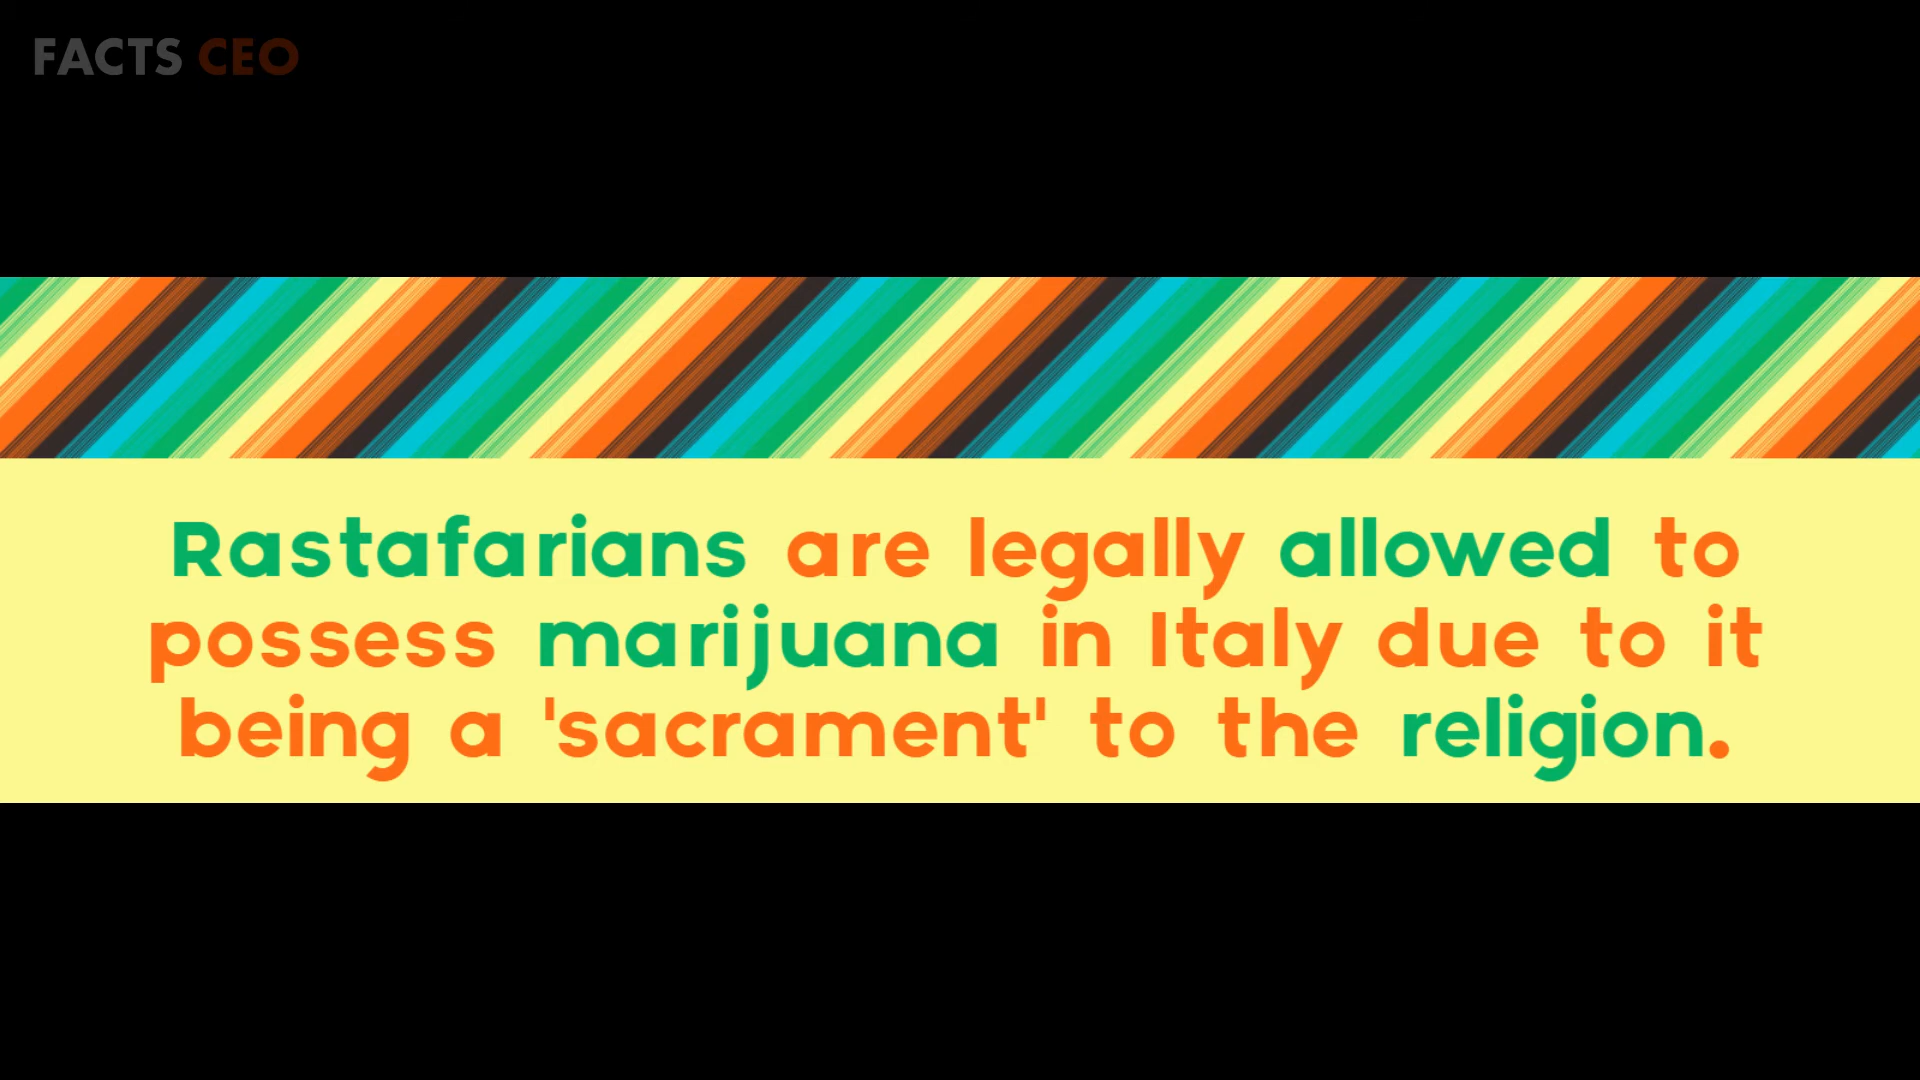 FACTS CEO
Rastafarians are legally allowed to
possess marijuana in Italy due to it
being a 'sacrament' to the religion.